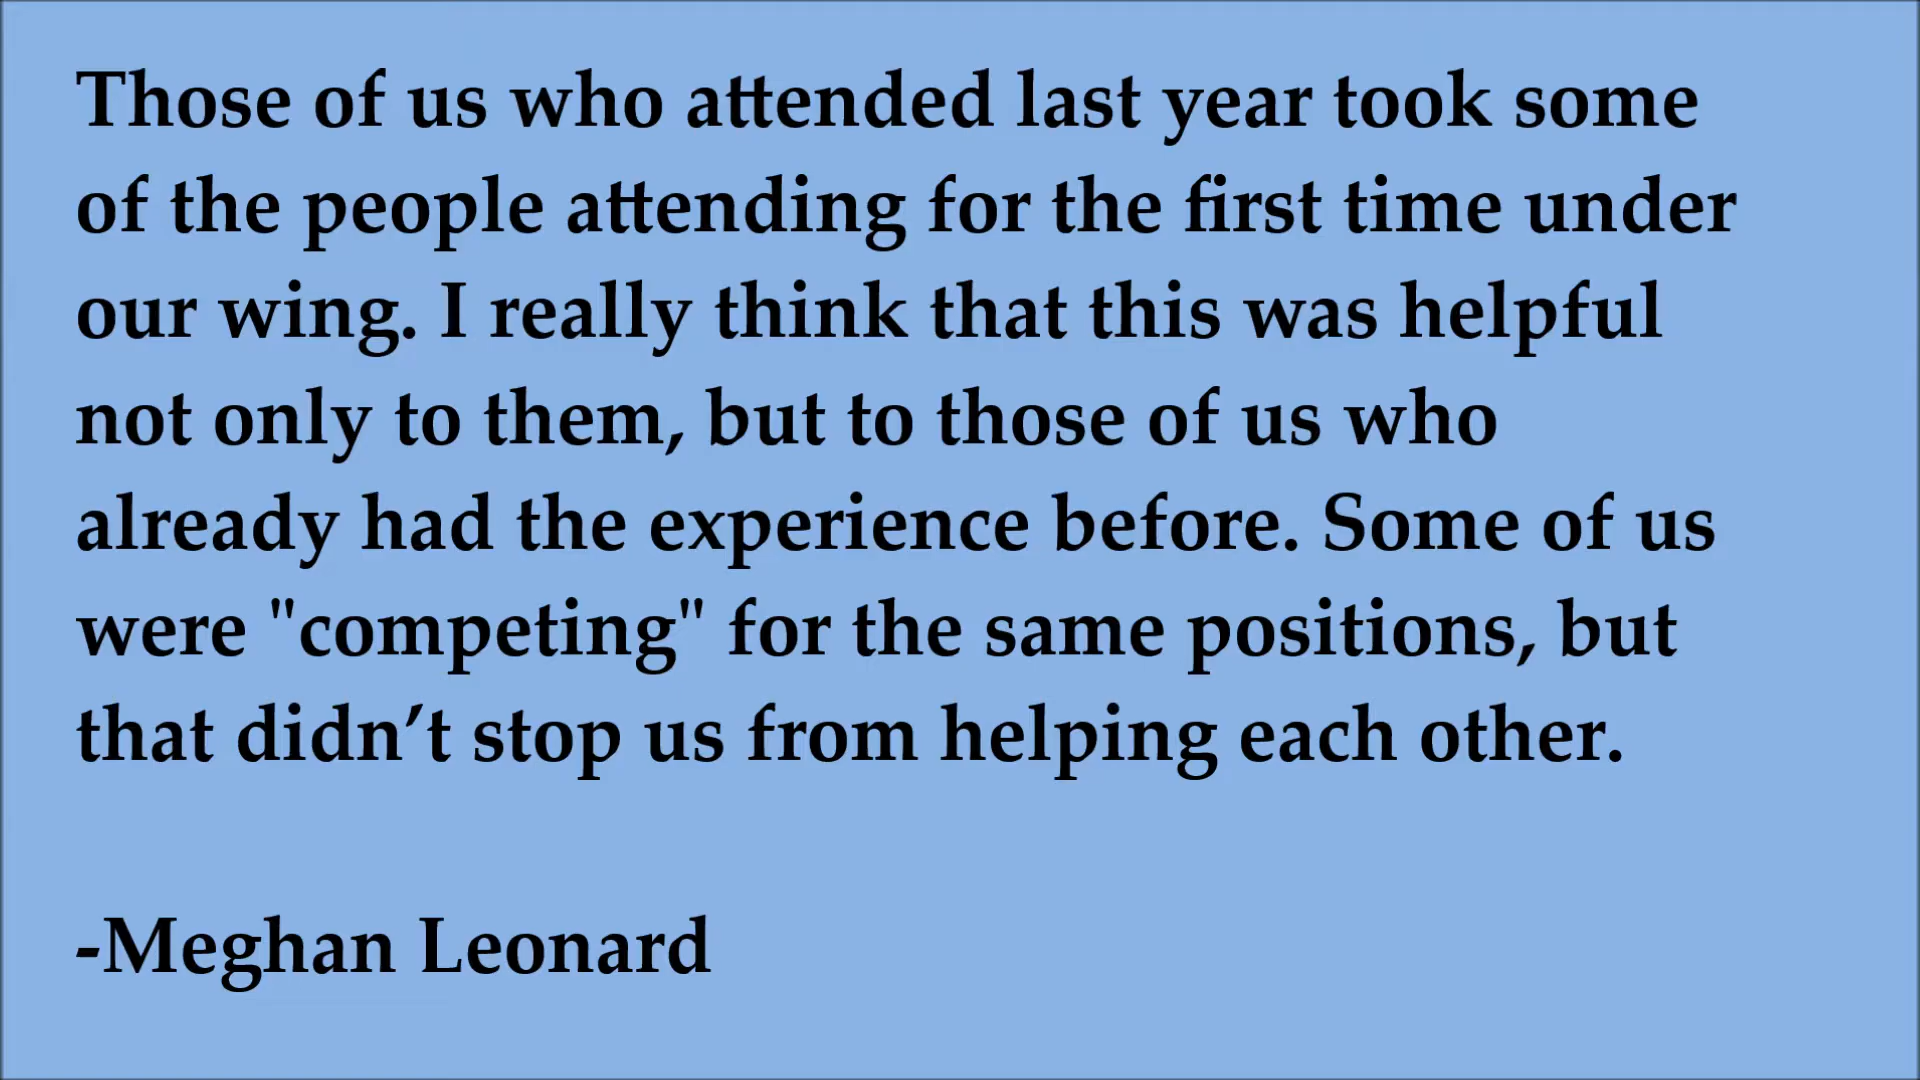 Those of us who attended last year took some
of the people attending for the first time under
our wing. I really think that this was helpful
not only to them, but to those of us who
already had the experience before. Some of us
were "competing" for the same positions, but
that didn’t stop us from helping each other.
-Meghan Leonard